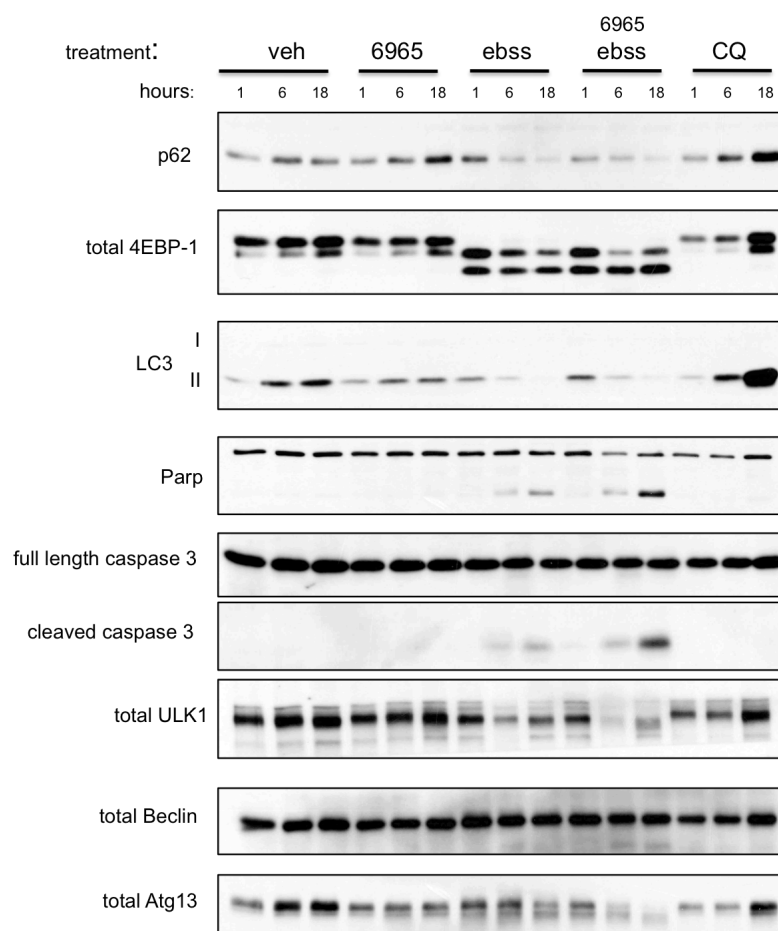 6965
treatment: veh 6965 ebss ebss CQ
hours: 1 6 18 1 6 18 1 6 18 1 6 18 1 6 18
p62
total 4EBP-1
I
LC3
II
Parp
full length caspase 3
cleaved caspase 3
total ULK1
total Beclin
total Atg13